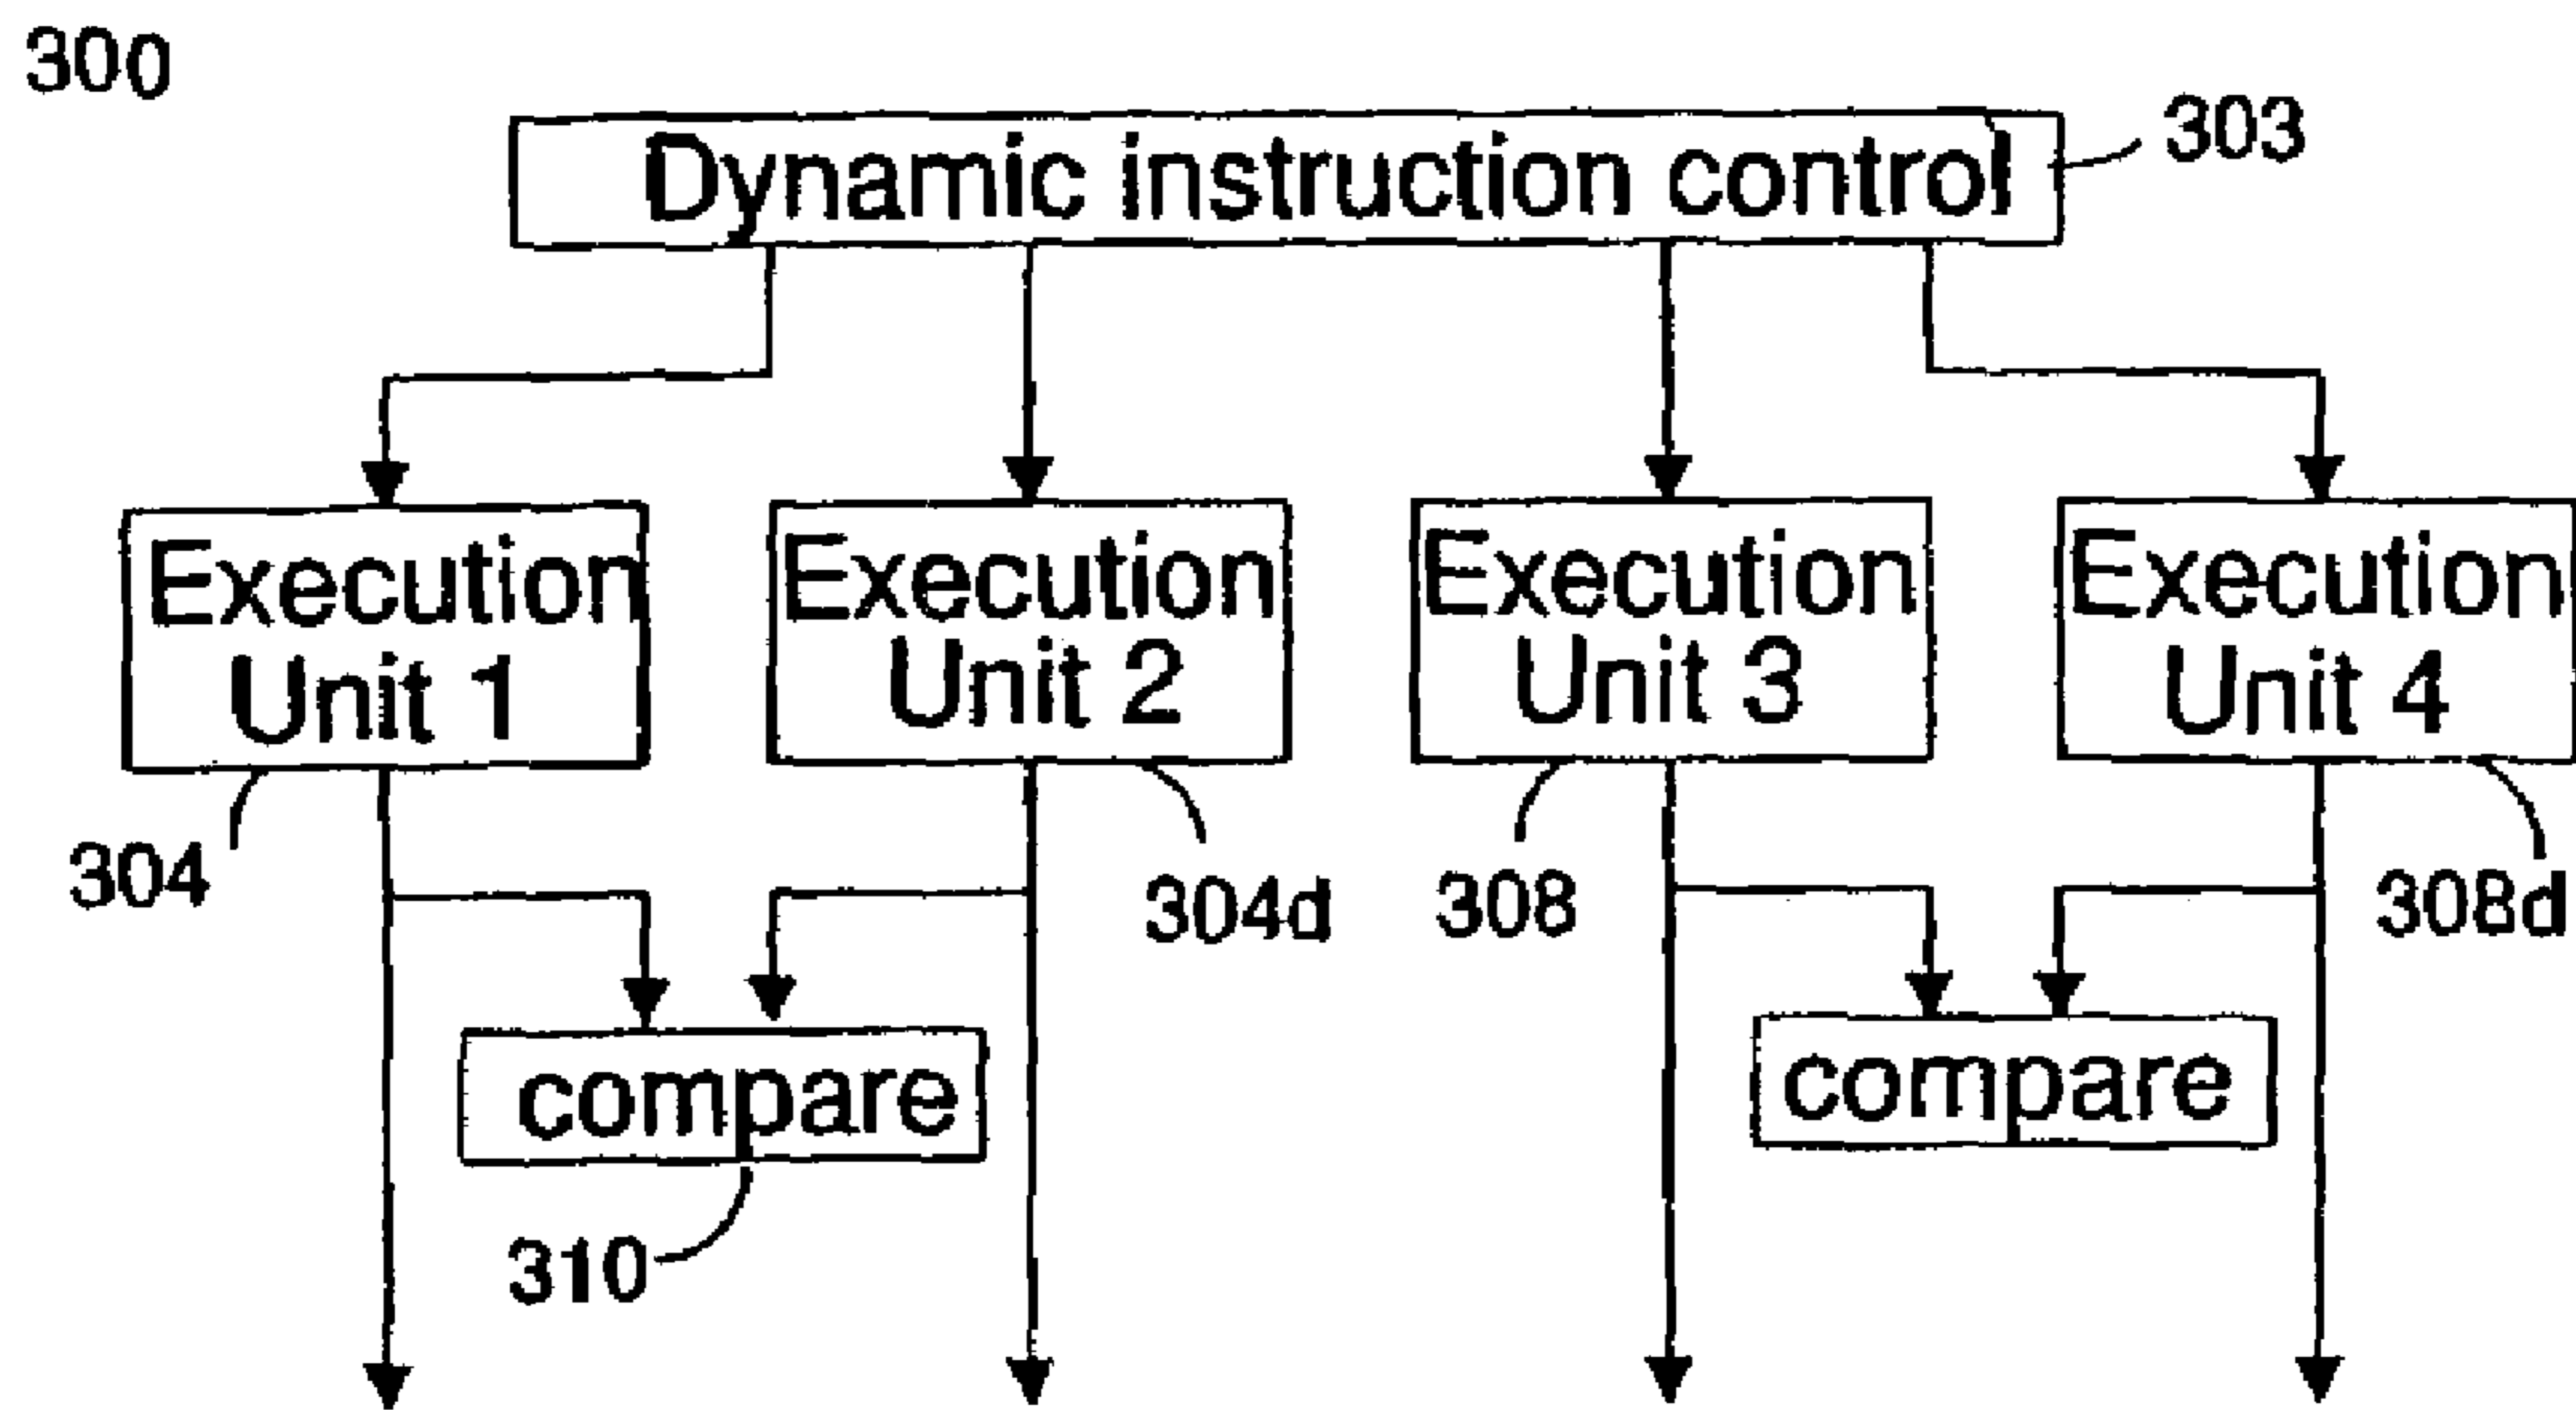 300
Dynamic instruction control
303
Execution
Unit 1
Execution
Unit 2
Execution
Unit 3
Execution
Unit 4
304
304d
308
308d
compare
compare
310